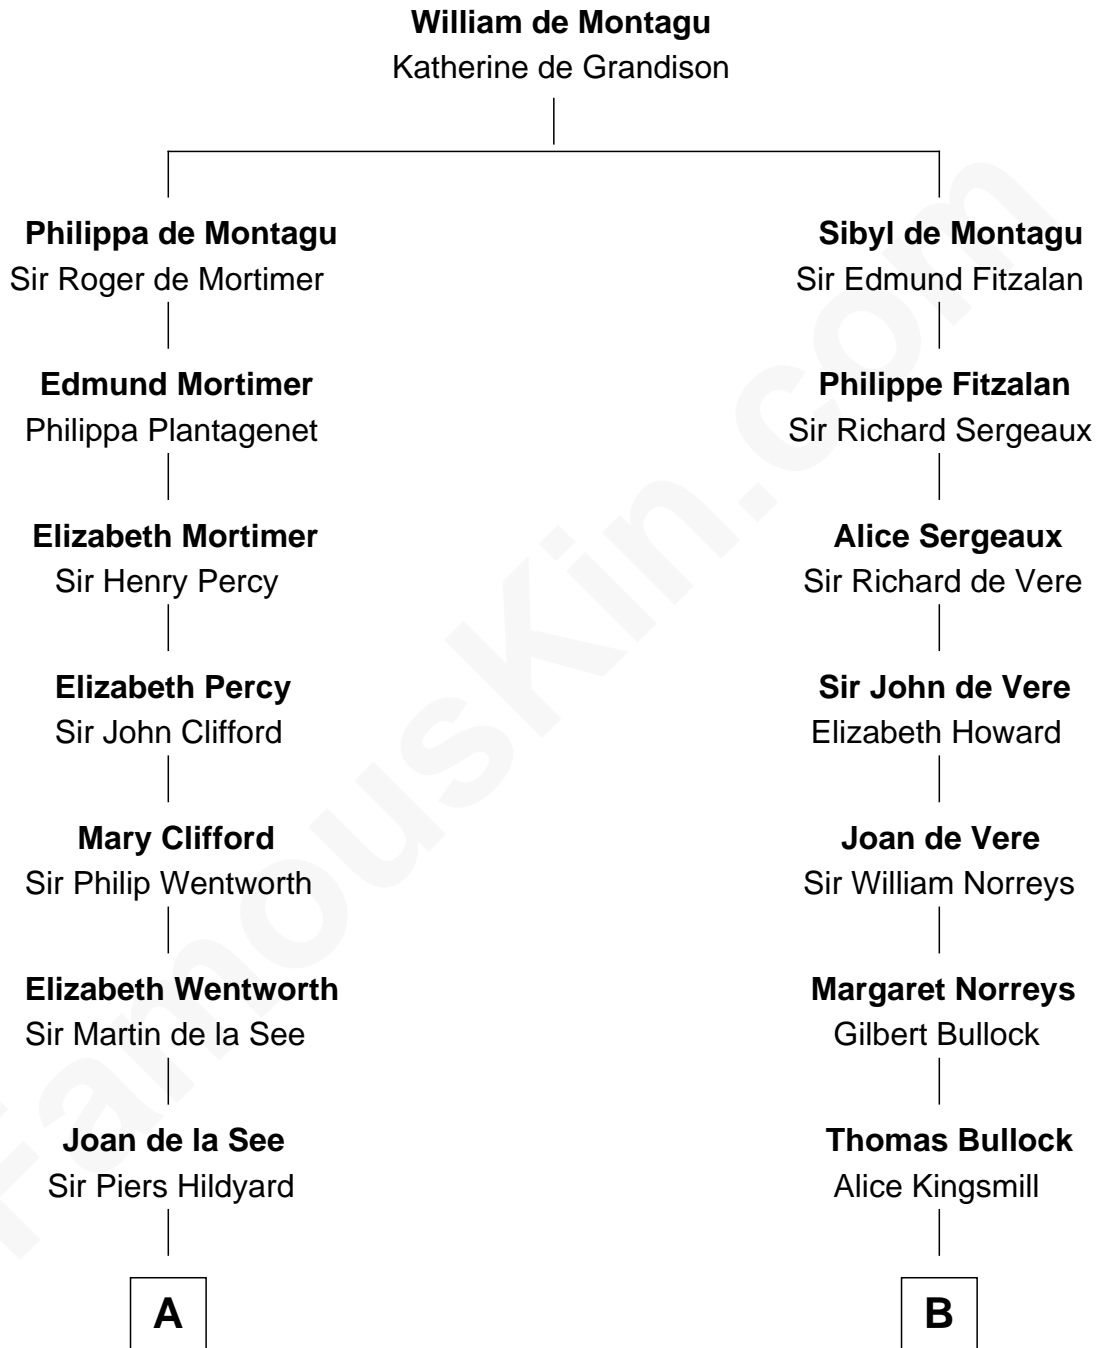 William de Montagu
Katherine de Grandison
Philippa de Montagu
Sir Roger de Mortimer
Sibyl de Montagu
Sir Edmund Fitzalan
Edmund Mortimer
Philippa Plantagenet
Philippe Fitzalan
Sir Richard Sergeaux
Elizabeth Mortimer
Sir Henry Percy
Alice Sergeaux
Sir Richard de Vere
Elizabeth Percy
Sir John Clifford
Sir John de Vere
Elizabeth Howard
Mary Clifford
Sir Philip Wentworth
Joan de Vere
Sir William Norreys
Elizabeth Wentworth
Sir Martin de la See
Margaret Norreys
Gilbert Bullock
Joan de la See
Sir Piers Hildyard
Thomas Bullock
Alice Kingsmill
A
B
FamousKin.com